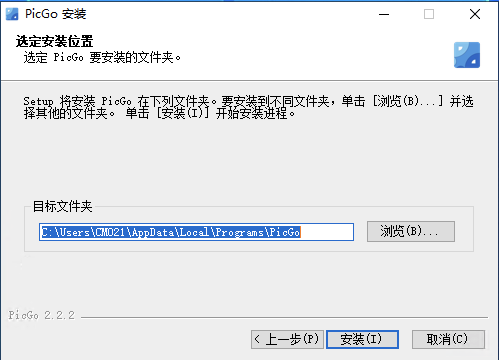 PicGo 安装
选定安装位置
选定 PicGo 要安装的文件夹。
Setup 将安装 PicGo 在下列文件夹。要安装到不同文件夹，单击 [浏览(B)...] 并选
择其他的文件夹。 单击 [安装(I)] 开始安装进程。
目标文件夹
C:\Users\CMO21\AppData\Local\Programs\PicGo
浏览(B)...
PicGo 2.2.2
< 上一步(P)
安装(I)
取消(C)